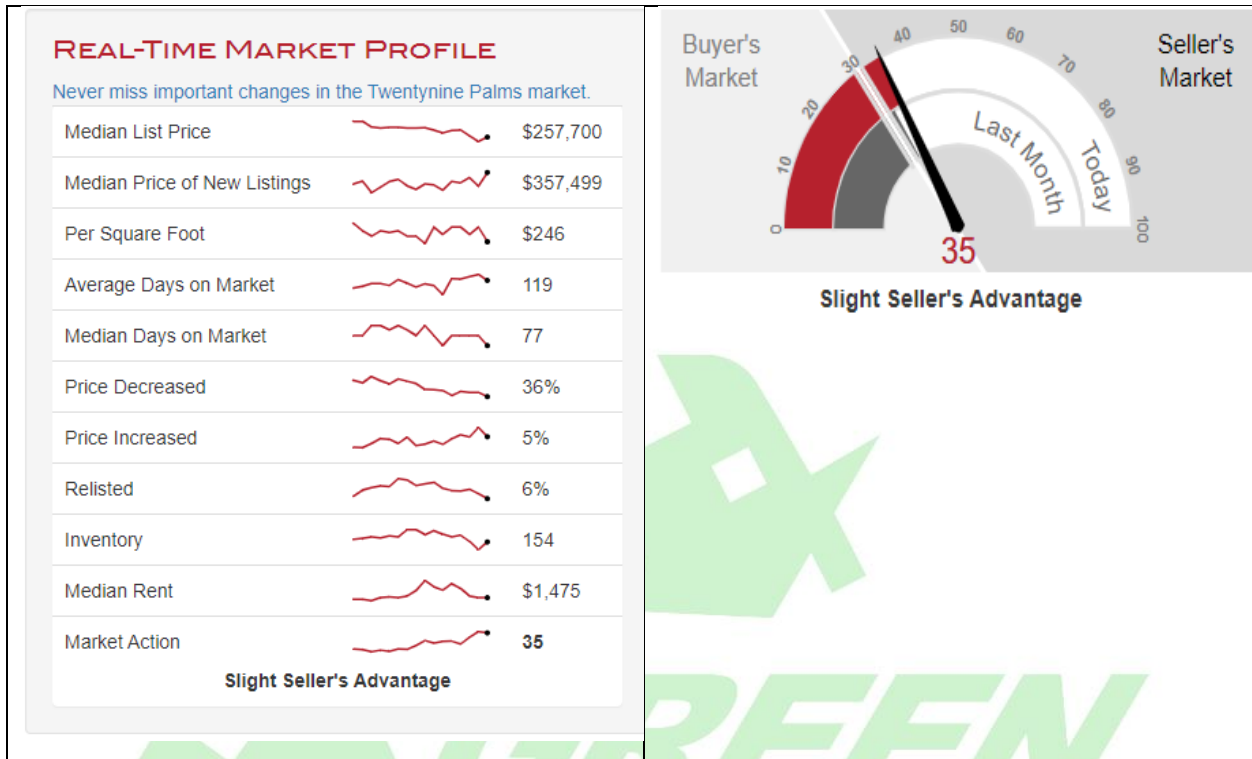 REAL-TIME MARKET PROFILE
Never miss important changes in the Twentynine Palms market.
Median List Price $257,700
Median Price of New Listings $357,499
Per Square Foot $246
Average Days on Market 119
Median Days on Market 77
Price Decreased 36%
Price Increased 5%
Relisted 6%
Inventory 154
Median Rent $1,475
Market Action 35
Slight Seller's Advantage
Buyer's
Market
Seller's
Market
0
10
20
30
40
50
60
70
80
90
100
Last Month
Today
35
Slight Seller's Advantage
GREEN